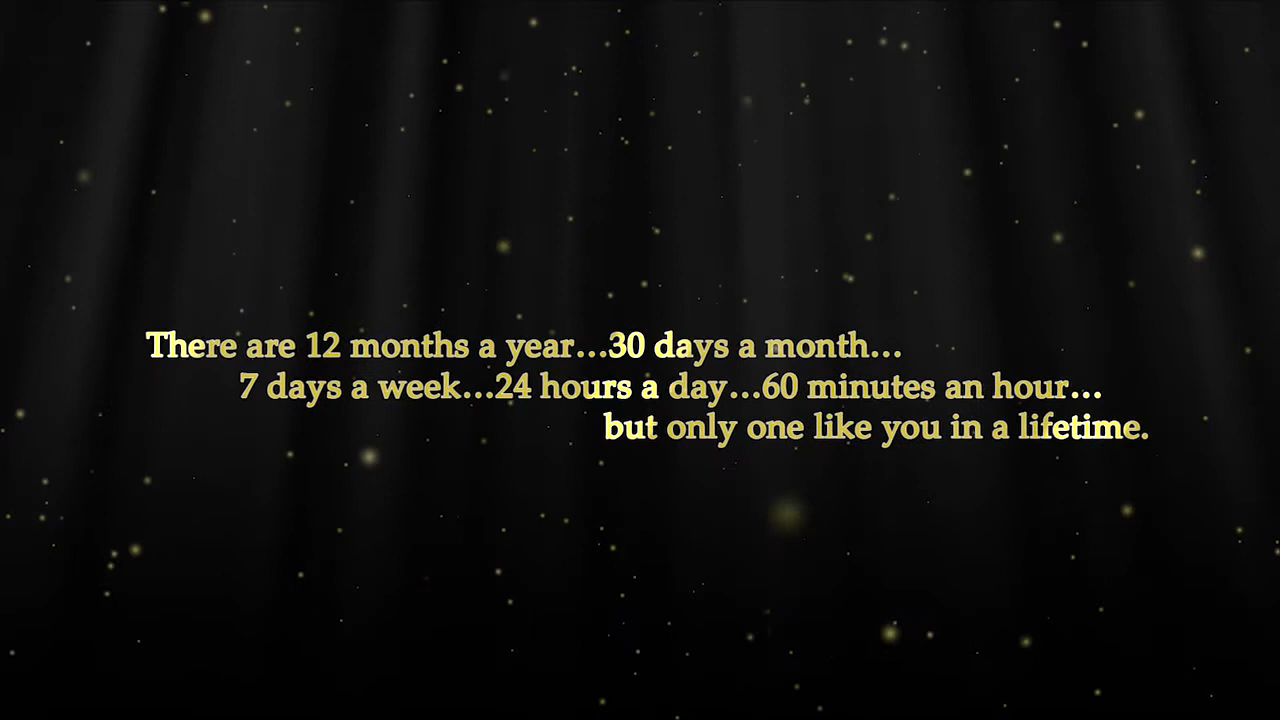 There are 12 months a year...30 days a month...
7 days a week...24 hours a day...60 minutes an hour...
but only one like you in a lifetime.